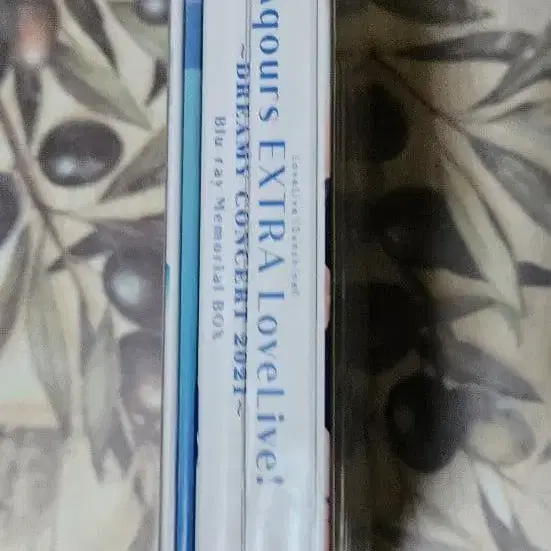 LoveLive! Sunshine!!
Aqours EXTRA LoveLive!
~DREAMY CONCERT 2021~
Blu-ray Memorial BOX